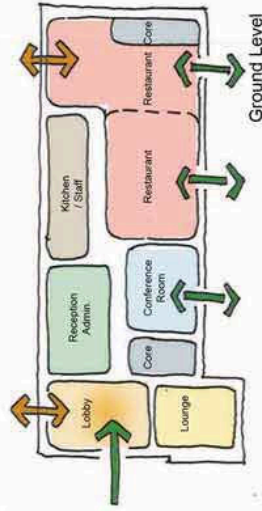 Core
Restaurant
Restaurant
Kitchen
/ Staff
Reception
Admin.
Conference
Room
Core
Lobby
Lounge
Ground Level